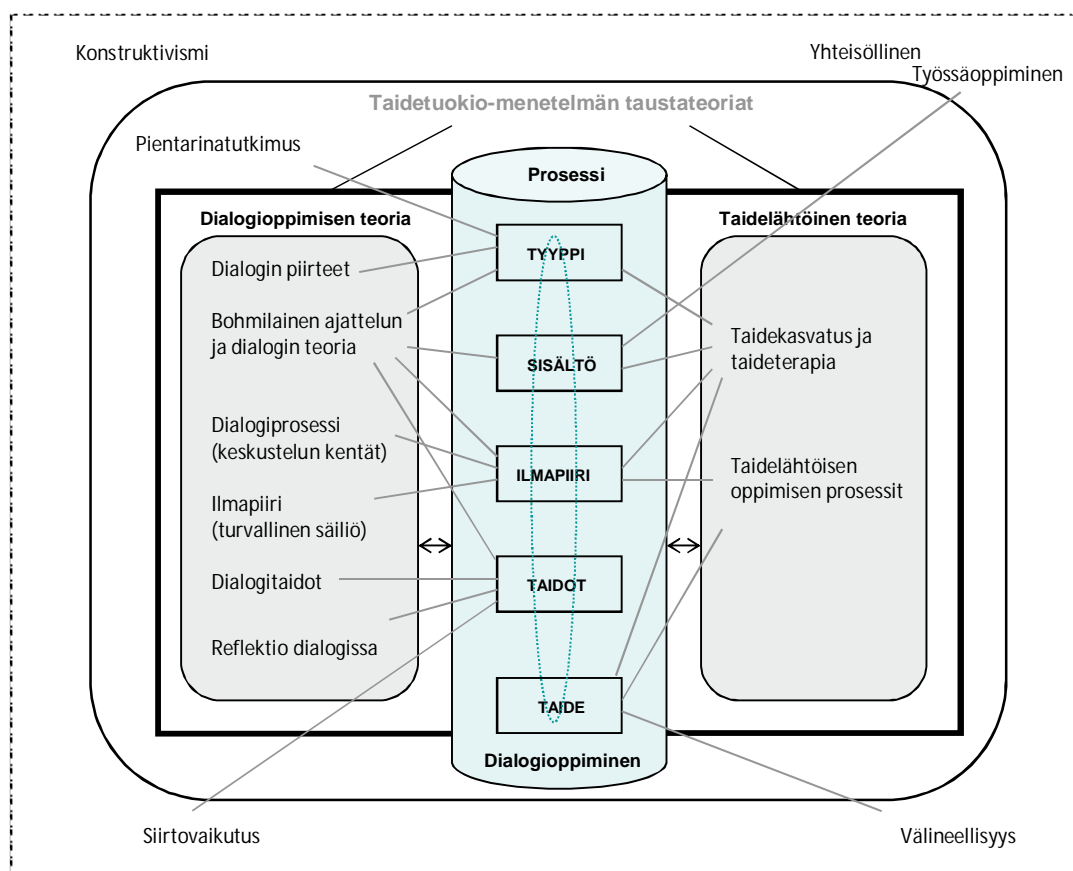 Konstruktivismi
Yhteisöllinen
Työssäoppiminen
Taidetuokio-menetelmän taustateoriat
Pientarinatutkimus
Prosessi
Dialogioppimisen teoria
Taidelähtöinen teoria
TYYPPI
Dialogin piirteet
Bohmilainen ajattelun
ja dialogin teoria
SISÄLTÖ
Taidekasvatus ja
taideterapia
Dialogiprosessi
(keskustelun kentät)
ILMAPIIRI
Taidelähtöisen
oppimisen prosessit
Ilmapiiri
(turvallinen säiliö)
Dialogitaidot
TAIDOT
Reflektio dialogissa
TAIDE
Dialogioppiminen
Siirtovaikutus
Välineellisyys